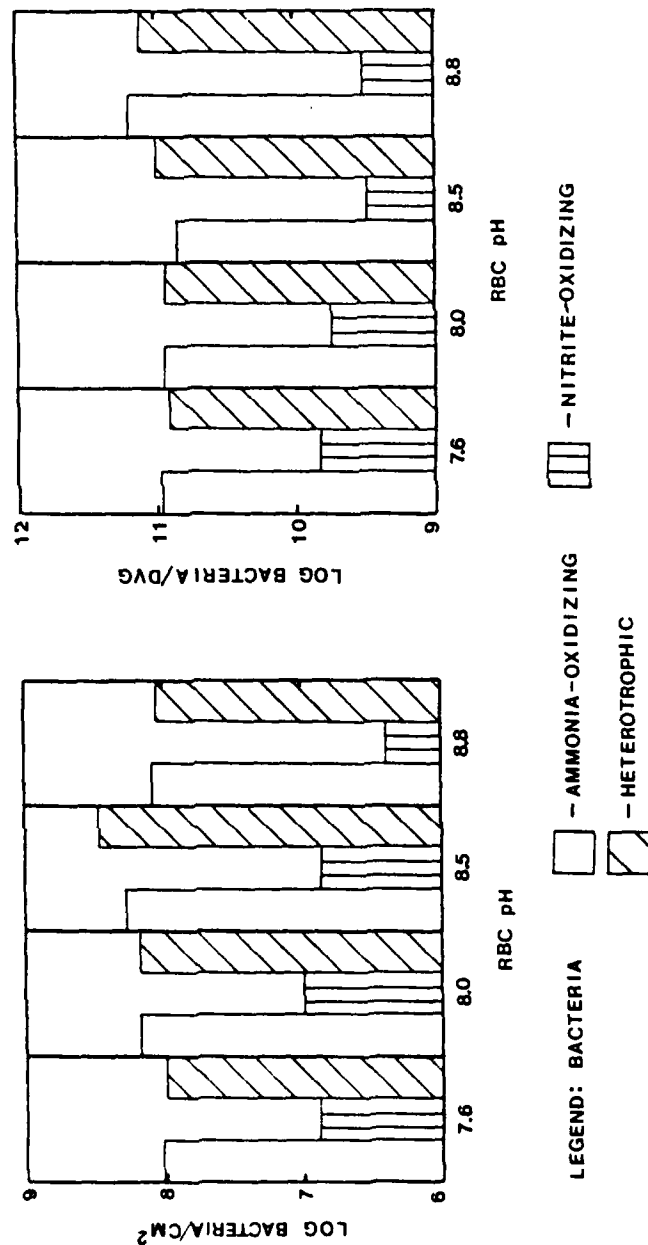 LOG BACTERIA/CM²
9
8
7
6
7.6
8.0
8.5
8.8
RBC pH
LOG BACTERIA/DVG
12
11
10
9
7.6
8.0
8.5
8.8
RBC pH
LEGEND: BACTERIA
– AMMONIA-OXIDIZING
– HETEROTROPHIC
– NITRITE-OXIDIZING